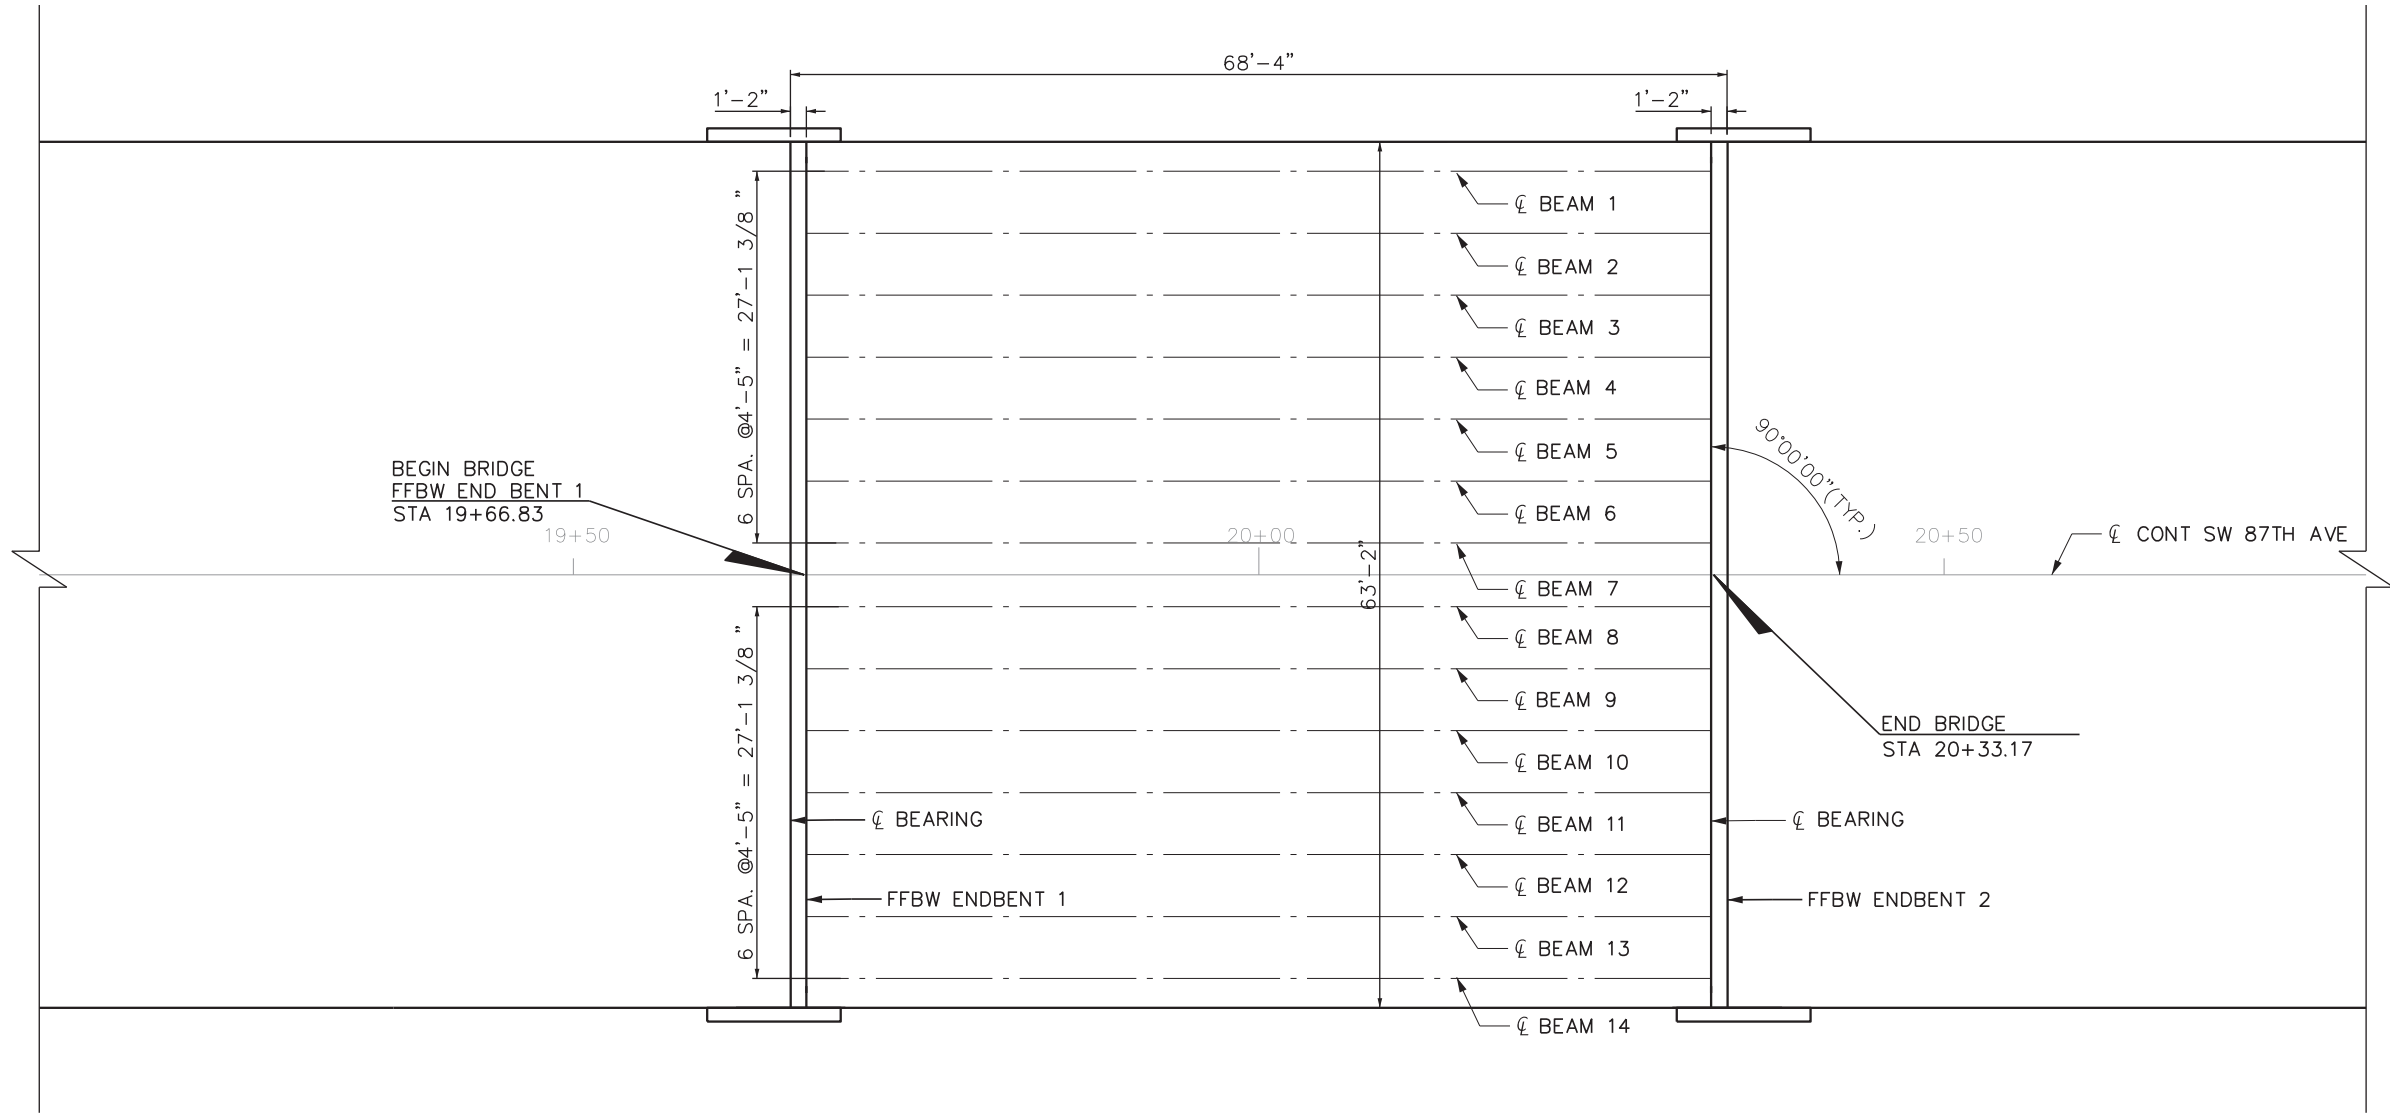 68'-4"
1'-2"
1'-2"
6 SPA. @4'-5" = 27'-1 3/8 "
℄ BEAM 1
℄ BEAM 2
℄ BEAM 3
℄ BEAM 4
℄ BEAM 5
℄ BEAM 6
℄ BEAM 7
℄ BEAM 8
℄ BEAM 9
℄ BEAM 10
℄ BEAM 11
℄ BEAM 12
℄ BEAM 13
℄ BEAM 14
63'-2"
90°00'00"(TYP.)
BEGIN BRIDGE
FFBW END BENT 1
STA 19+66.83
19+50
20+00
20+50
℄ CONT SW 87TH AVE
6 SPA. @4'-5" = 27'-1 3/8 "
END BRIDGE
STA 20+33.17
℄ BEARING
℄ BEARING
FFBW ENDBENT 1
FFBW ENDBENT 2